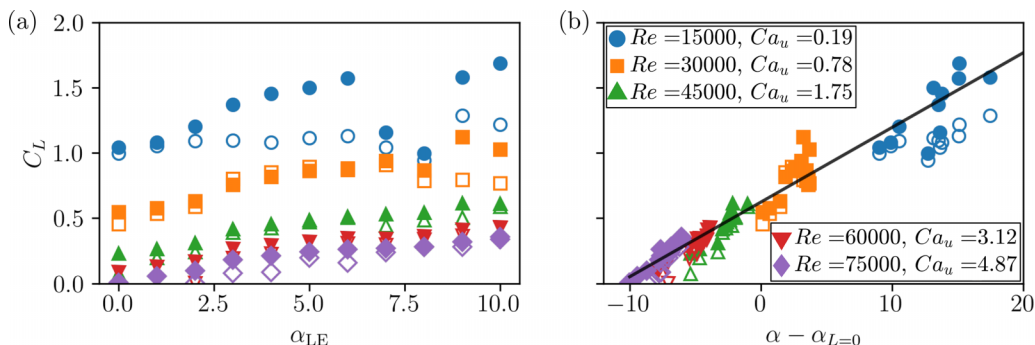 (a)
C_L
2.0
1.5
1.0
0.5
0.0
0.0 2.5 5.0 7.5 10.0
α_LE
(b)
Re =15000, Ca_u =0.19
Re =30000, Ca_u =0.78
Re =45000, Ca_u =1.75
Re =60000, Ca_u =3.12
Re =75000, Ca_u =4.87
−10 0 10 20
α − α_{L=0}